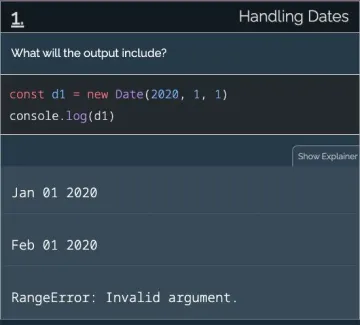 1.
Handling Dates
What will the output include?
const d1 = new Date(2020, 1, 1)
console.log(d1)
Show Explainer
Jan 01 2020
Feb 01 2020
RangeError: Invalid argument.